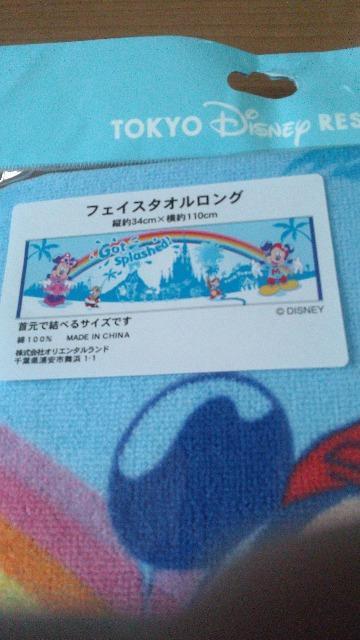 TOKYO Disney RES
フェイスタオルロング
縦約34cm×横約110cm
Got
Splashed!
© DISNEY
首元で結べるサイズです
綿100% MADE IN CHINA
株式会社オリエンタルランド
千葉県浦安市舞浜 1-1